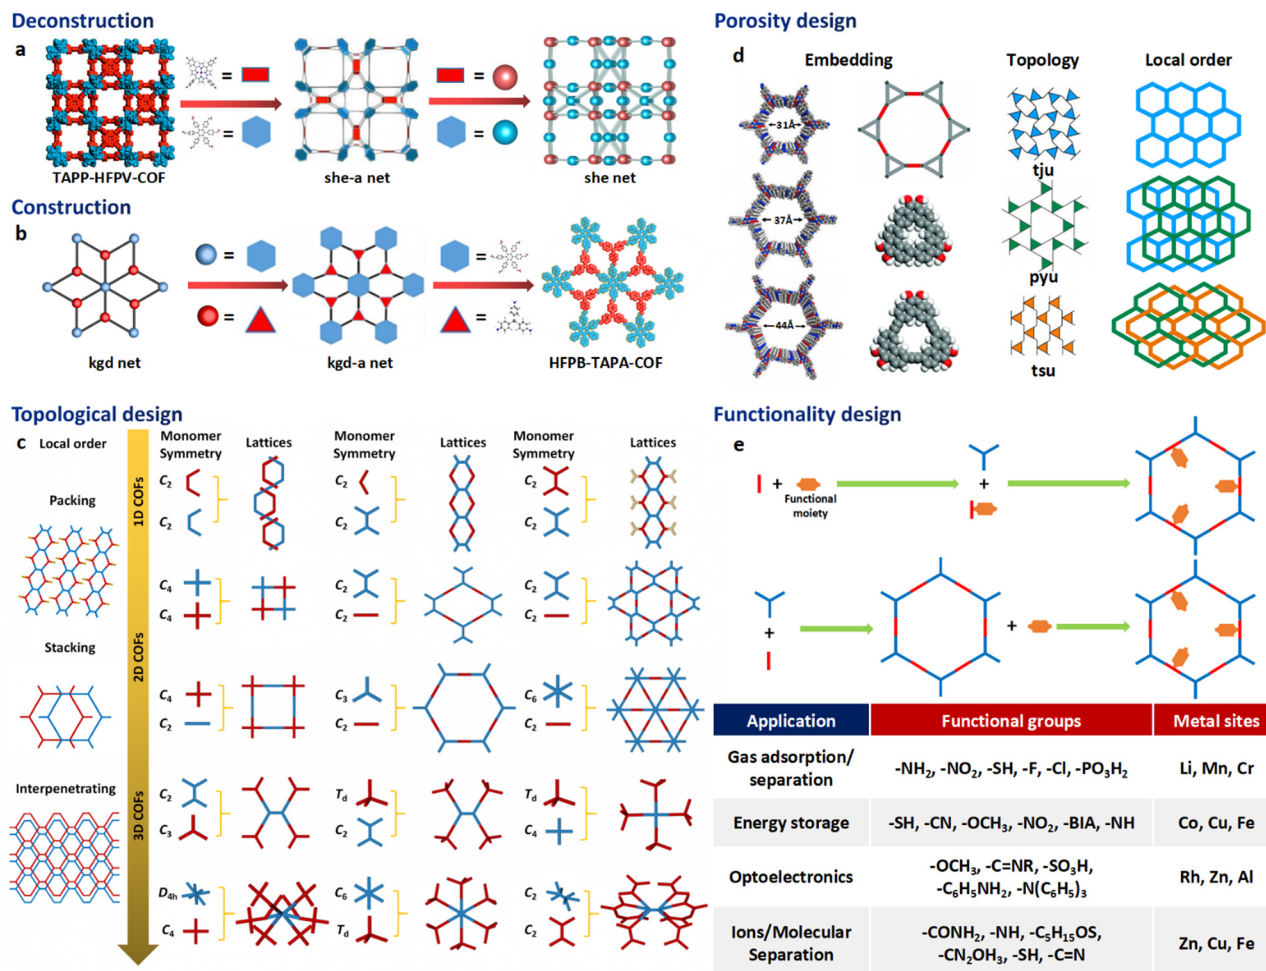 Deconstruction
a
=
=
=
=
TAPP-HFPV-COF
she-a net
she net
Construction
b
=
=
=
=
kgd net
kgd-a net
HFPB-TAPA-COF
Porosity design
d
Embedding
Topology
Local order
31Å
tju
37Å
pyu
44Å
tsu
Topological design
c
Local order
Packing
Stacking
Interpenetrating
1D COFs
2D COFs
3D COFs
Monomer
Symmetry
Lattices
Monomer
Symmetry
Lattices
Monomer
Symmetry
Lattices
C₂
C₂
C₂
C₂
C₂
C₂
C₄
C₄
C₂
C₂
C₂
C₂
C₄
C₂
C₃
C₂
C₆
C₂
C₂
C₃
T_d
C₂
T_d
C₄
D₄h
C₄
C₆
T_d
C₂
C₂
Functionality design
e
+
Functional
moiety
+
+
+
Application Functional groups Metal sites
Gas adsorption/
separation
-NH₂, -NO₂, -SH, -F, -Cl, -PO₃H₂
Li, Mn, Cr
Energy storage
-SH, -CN, -OCH₃, -NO₂, -BIA, -NH
Co, Cu, Fe
Optoelectronics
-OCH₃, -C=NR, -SO₃H,
-C₆H₅NH₂, -N(C₆H₅)₃
Rh, Zn, Al
Ions/Molecular
Separation
-CONH₂, -NH, -C₅H₁₅OS,
-CN₂OH₃, -SH, -C=N
Zn, Cu, Fe